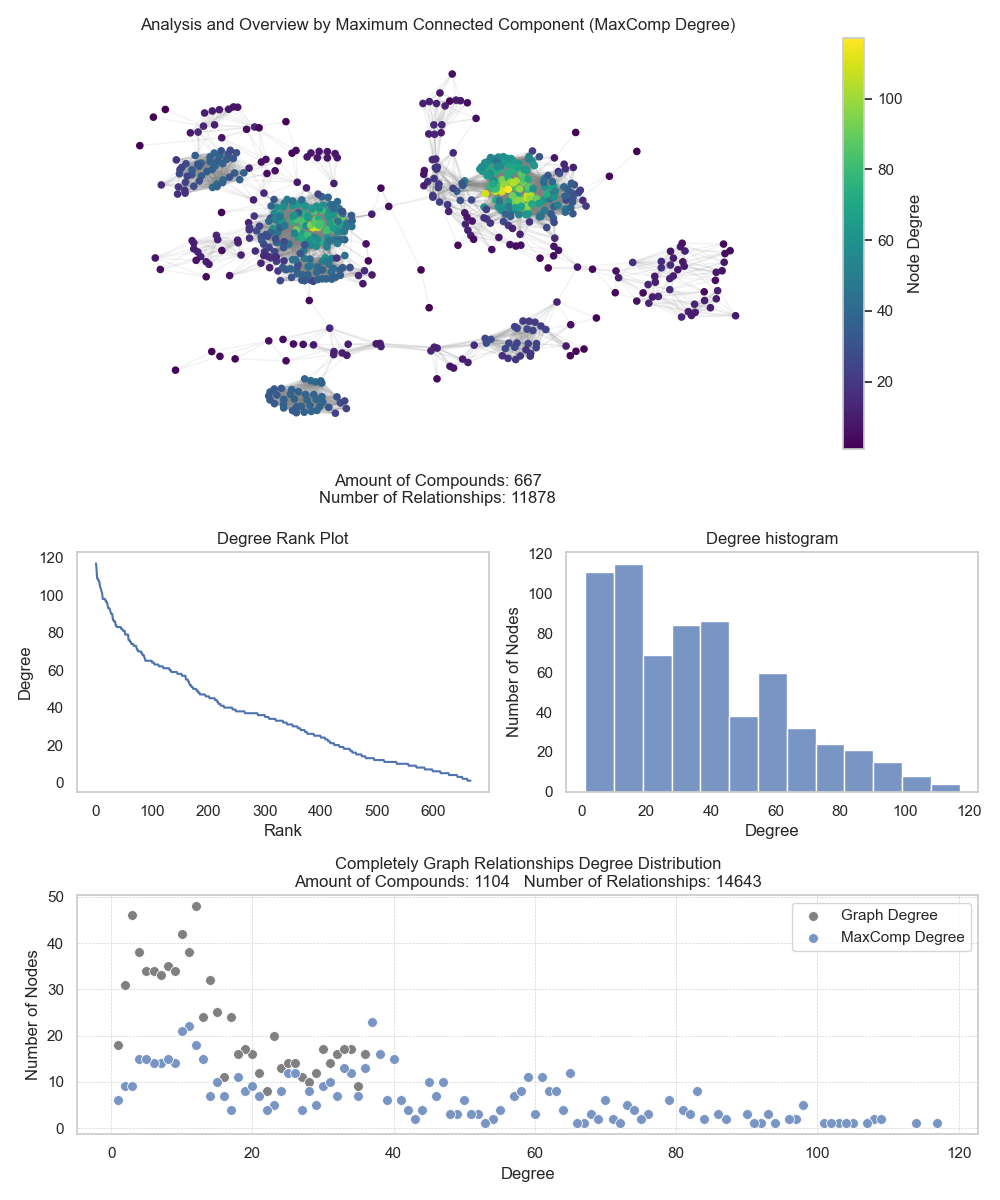 Analysis and Overview by Maximum Connected Component (MaxComp Degree)
100
80
60
40
20
Node Degree
Amount of Compounds: 667
Number of Relationships: 11878
Degree Rank Plot
120
100
80
60
40
20
0
Degree
0 100 200 300 400 500 600
Rank
Degree histogram
120
100
80
60
40
20
0
Number of Nodes
0 20 40 60 80 100 120
Degree
Completely Graph Relationships Degree Distribution
Amount of Compounds: 1104 Number of Relationships: 14643
50
40
30
20
10
0
Number of Nodes
Graph Degree
MaxComp Degree
0 20 40 60 80 100 120
Degree